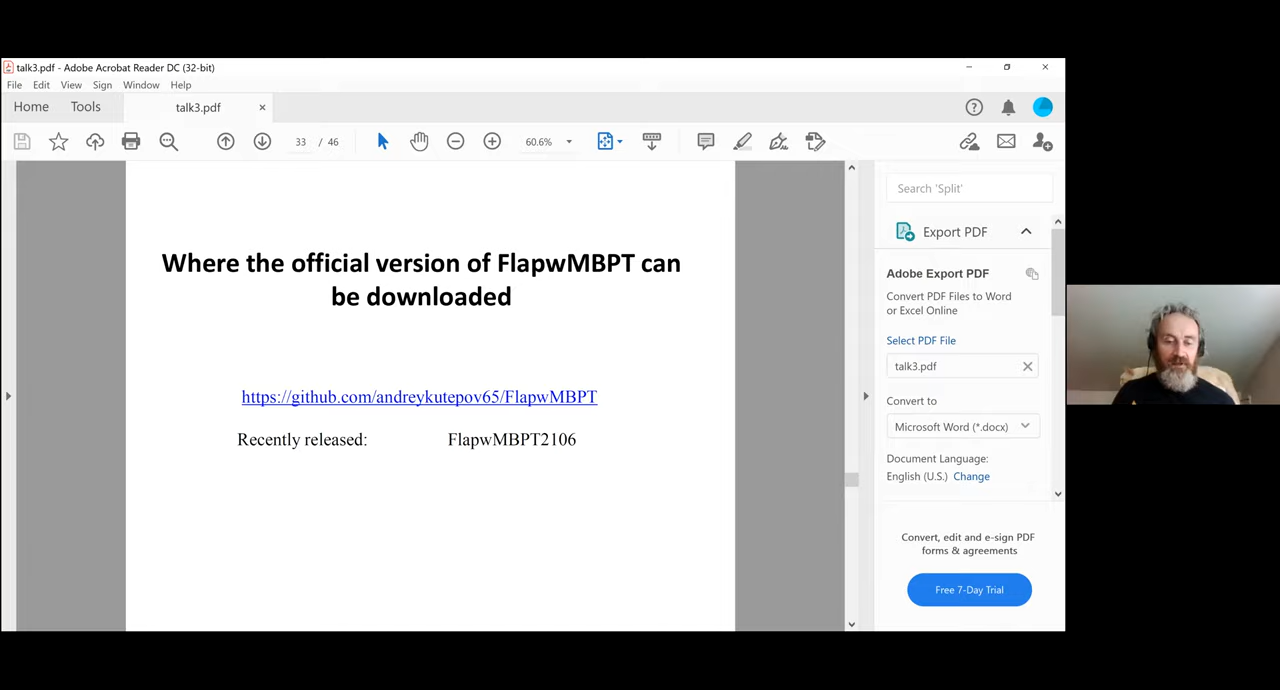 talk3.pdf - Adobe Acrobat Reader DC (32-bit)
File Edit View Sign Window Help
Home Tools talk3.pdf
33 / 46 60.6%
Where the official version of FlapwMBPT can
be downloaded
https://github.com/andreykutepov65/FlapwMBPT
Recently released: FlapwMBPT2106
Search 'Split'
Export PDF
Adobe Export PDF
Convert PDF Files to Word
or Excel Online
Select PDF File
talk3.pdf
Convert to
Microsoft Word (*.docx)
Document Language:
English (U.S.) Change
Convert, edit and e-sign PDF
forms & agreements
Free 7-Day Trial